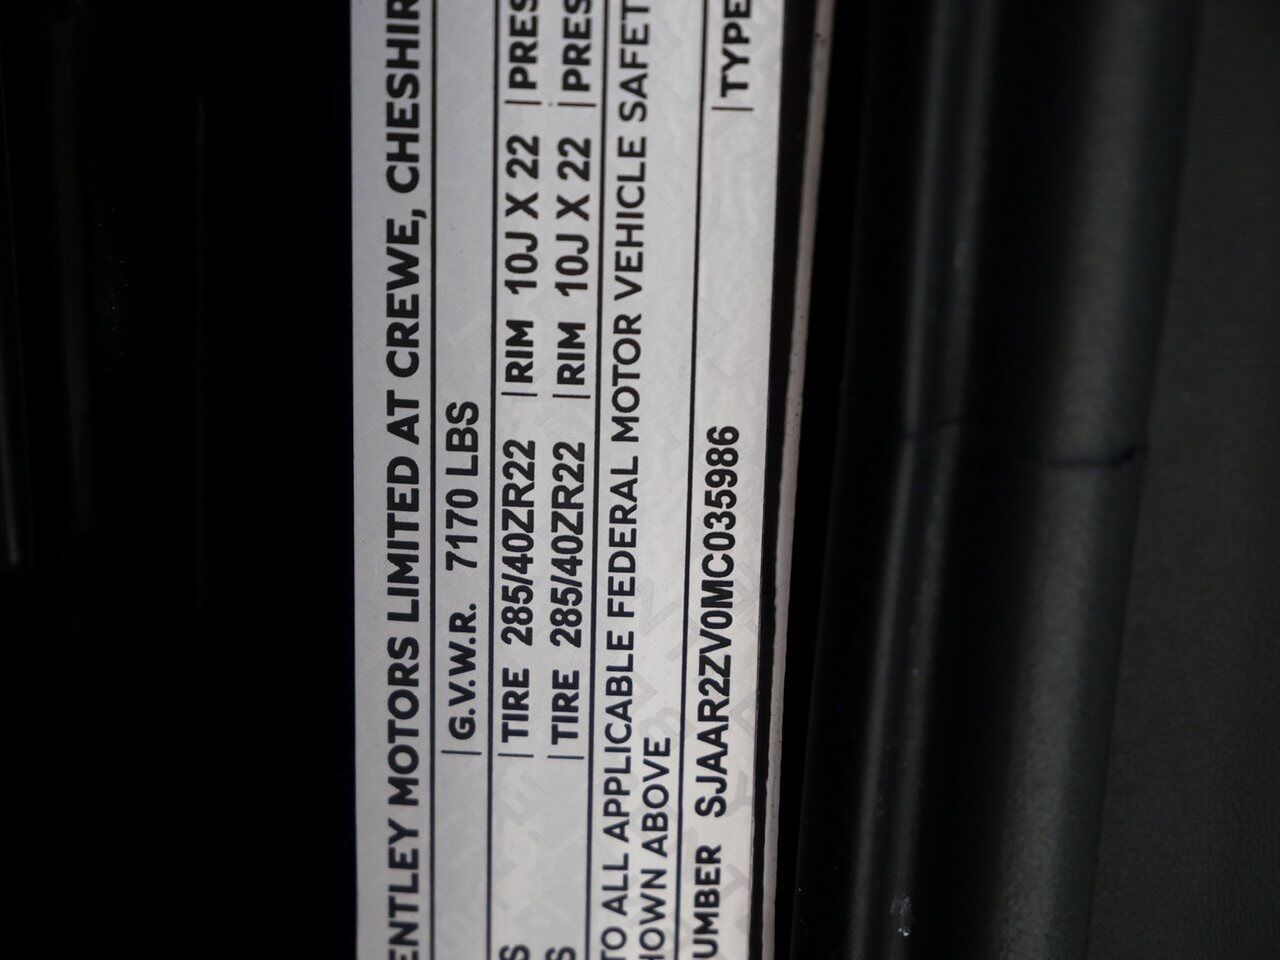 ENTLEY MOTORS LIMITED AT CREWE, CHESHIR
G.V.W.R. 7170 LBS
S TIRE 285/40ZR22 RIM 10J X 22 PRES
S TIRE 285/40ZR22 RIM 10J X 22 PRES
TO ALL APPLICABLE FEDERAL MOTOR VEHICLE SAFET
HOWN ABOVE
UMBER SJAAR2ZV0MC035986 TYPE